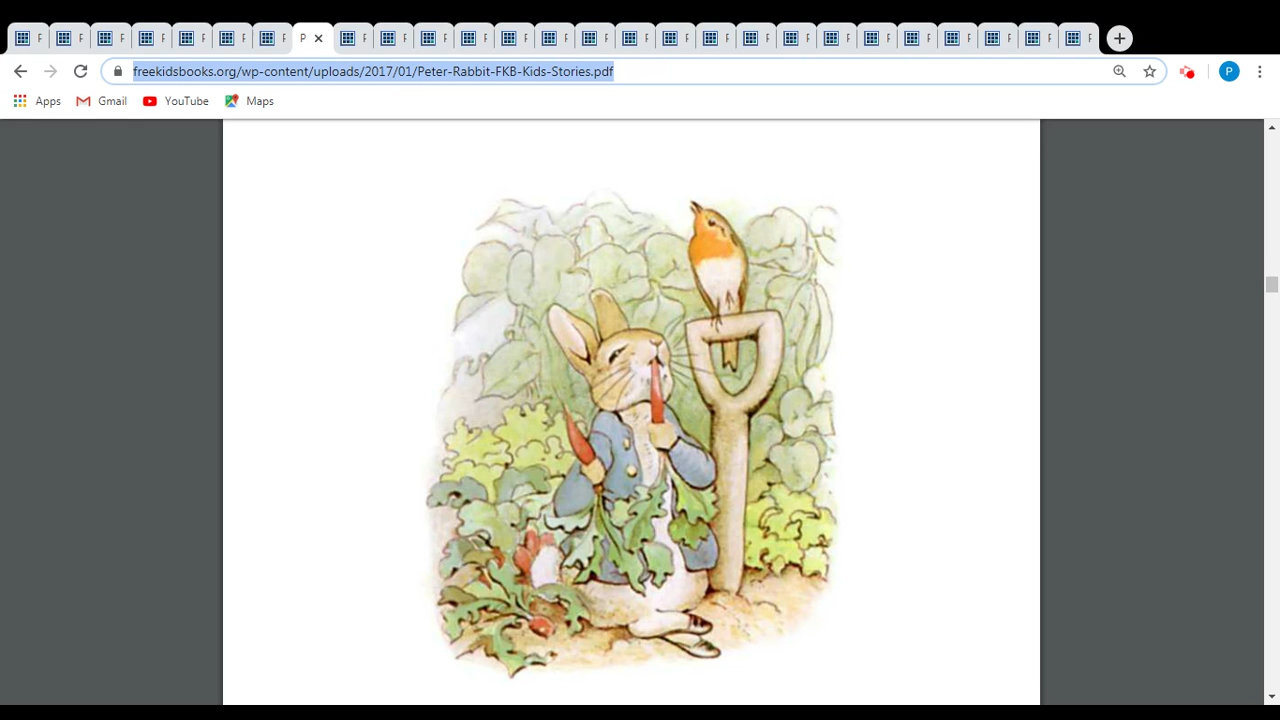 F F F F F F F P F F F F F F F F F F F F F F F F F F
freekidsbooks.org/wp-content/uploads/2017/01/Peter-Rabbit-FKB-Kids-Stories.pdf P
Apps Gmail YouTube Maps